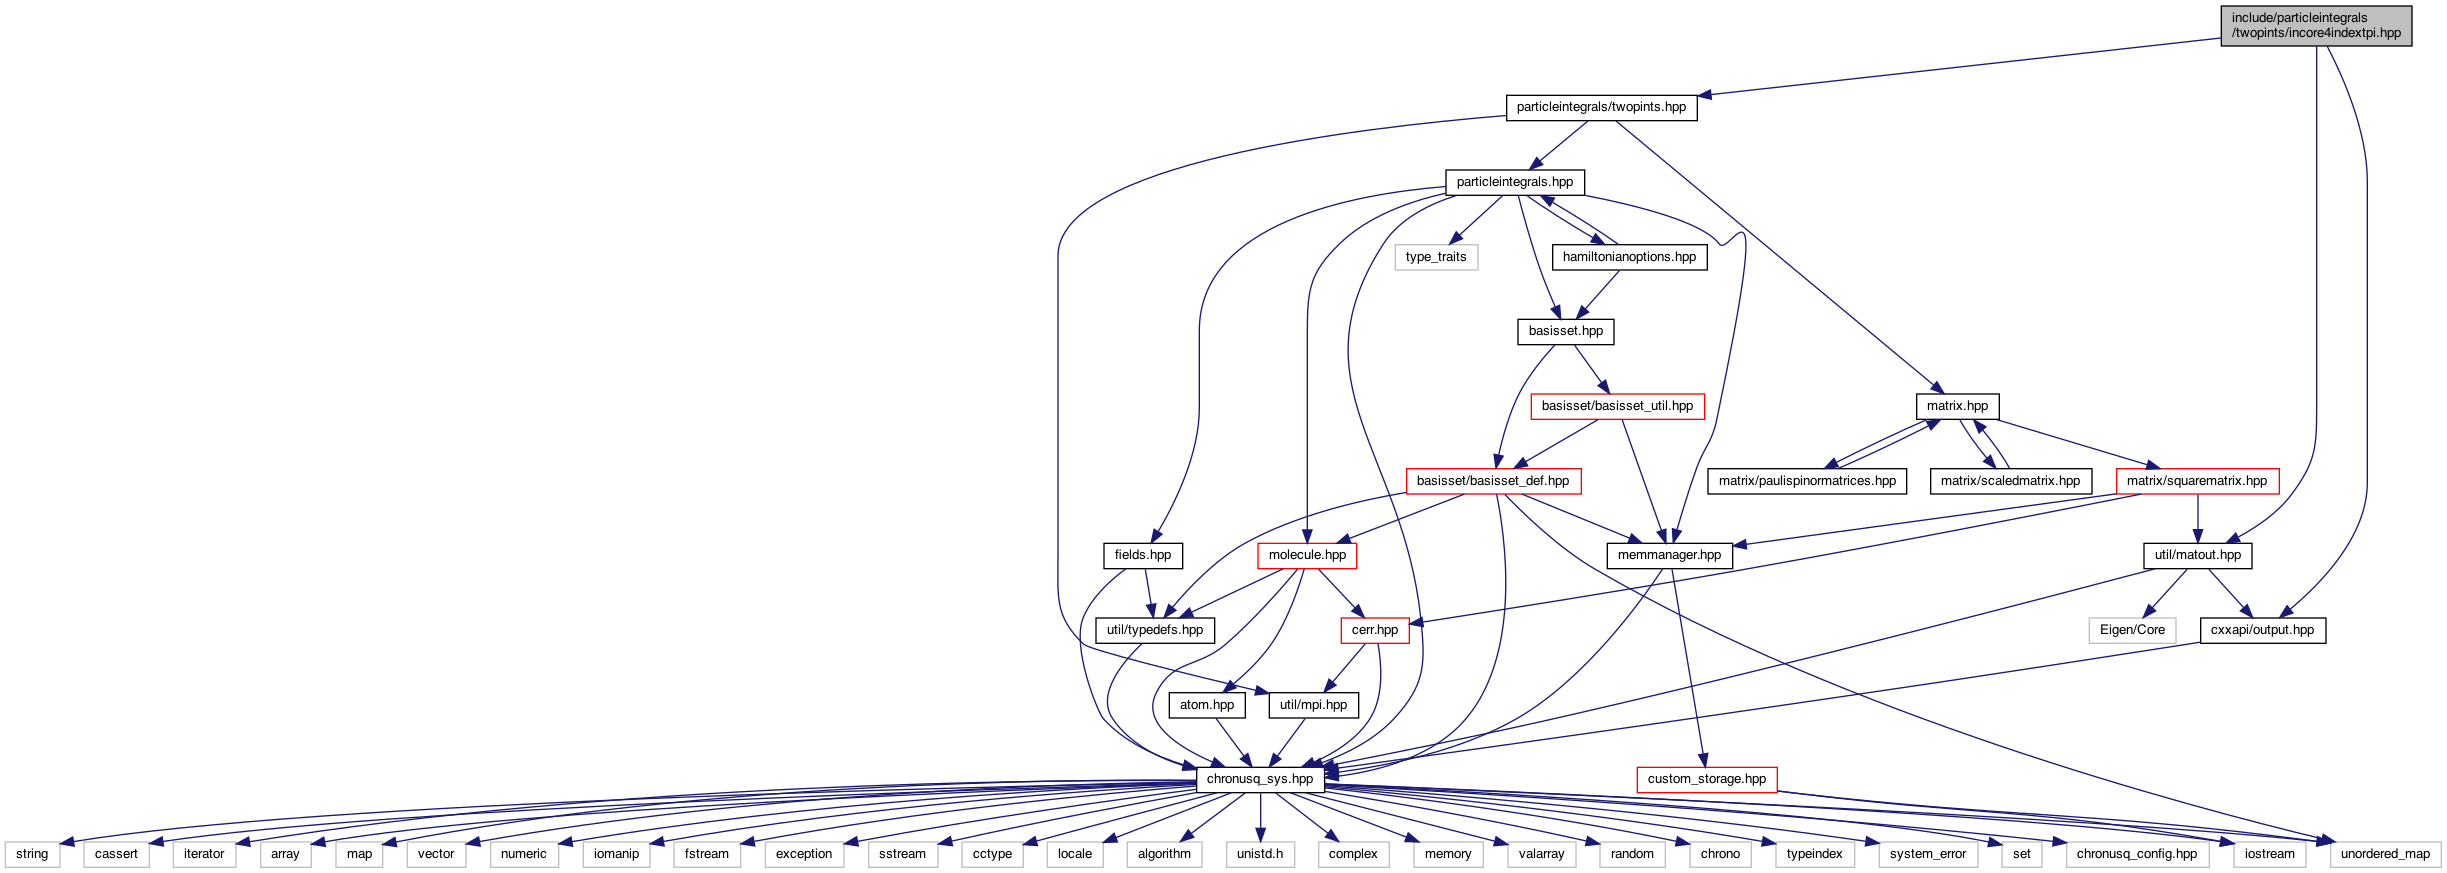 include/particleintegrals
/twopints/incore4indextpi.hpp
particleintegrals/twopints.hpp
particleintegrals.hpp
type_traits
hamiltonianoptions.hpp
basisset.hpp
basisset/basisset_util.hpp
matrix.hpp
basisset/basisset_def.hpp
matrix/paulispinormatrices.hpp
matrix/scaledmatrix.hpp
matrix/squarematrix.hpp
fields.hpp
molecule.hpp
memmanager.hpp
util/matout.hpp
util/typedefs.hpp
cerr.hpp
Eigen/Core
cxxapi/output.hpp
atom.hpp
util/mpi.hpp
chronusq_sys.hpp
custom_storage.hpp
string
cassert
iterator
array
map
vector
numeric
iomanip
fstream
exception
sstream
cctype
locale
algorithm
unistd.h
complex
memory
valarray
random
chrono
typeindex
system_error
set
chronusq_config.hpp
iostream
unordered_map